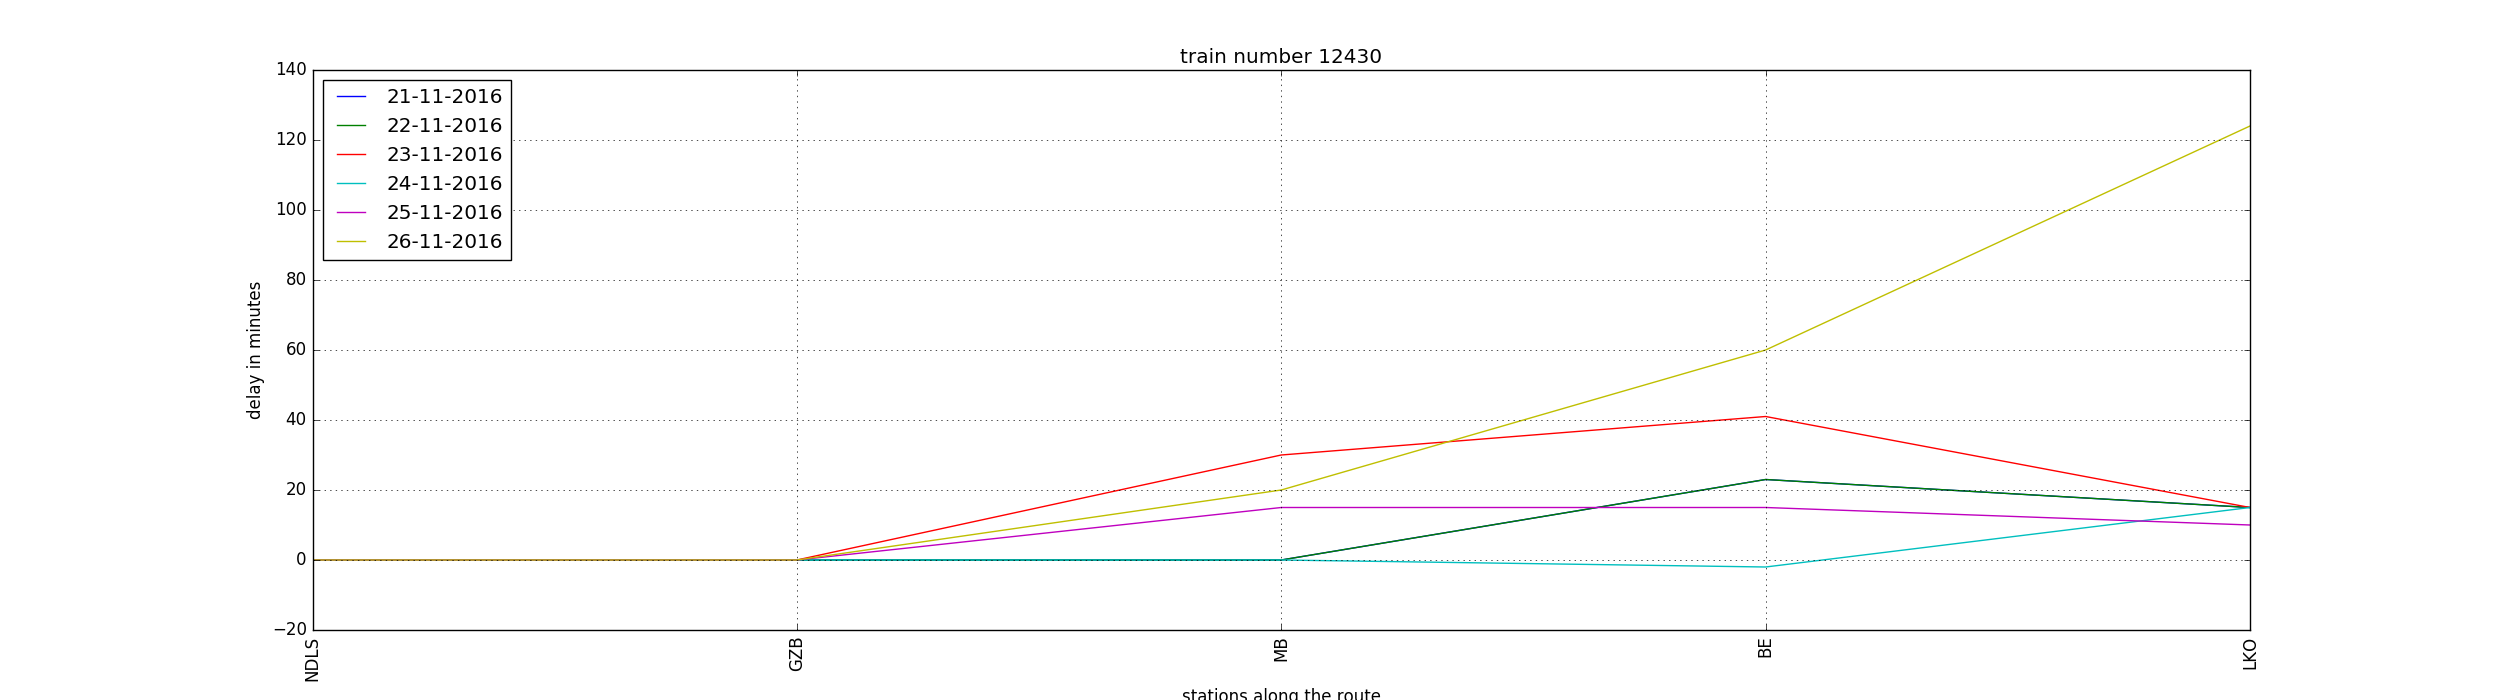 train number 12430
140
120
100
80
60
40
20
0
−20
delay in minutes
21-11-2016
22-11-2016
23-11-2016
24-11-2016
25-11-2016
26-11-2016
NDLS
GZB
MB
BE
LKO
stations along the route